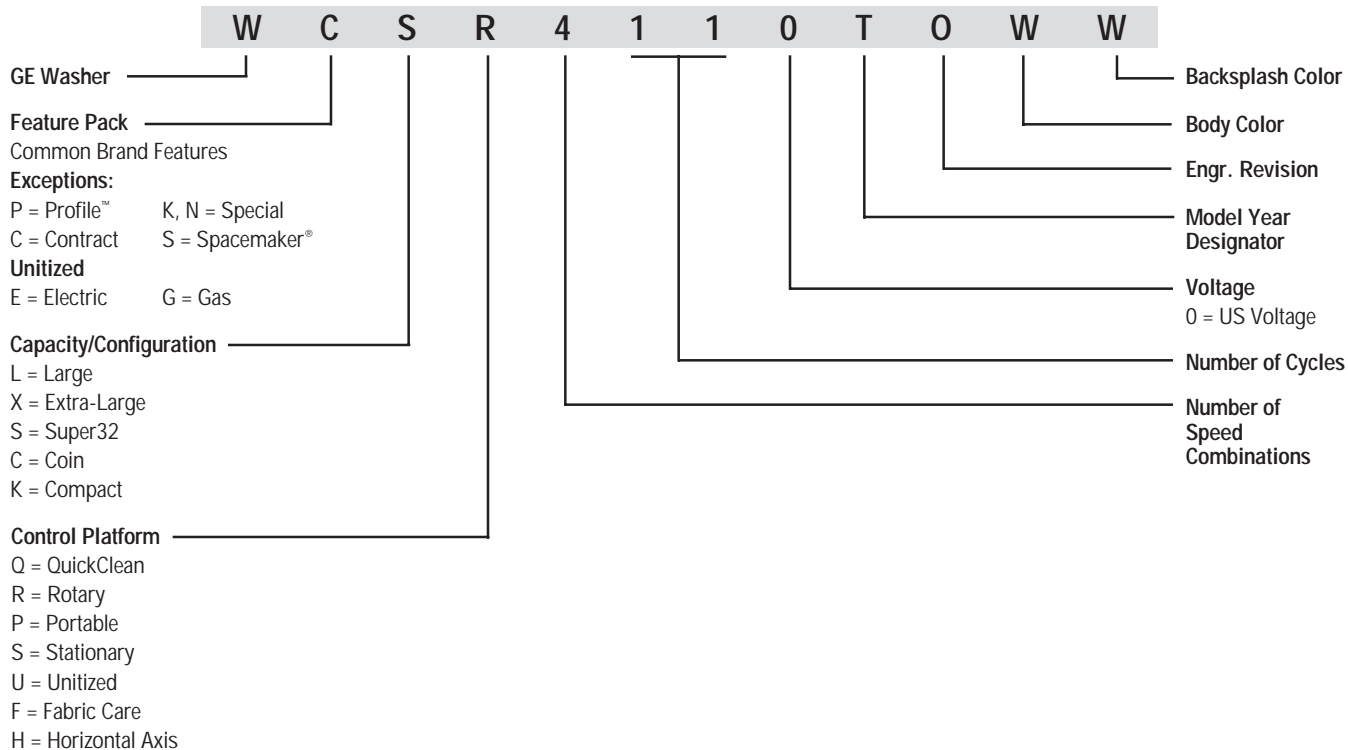 W C S R 4 1 1 0 T O W W
GE Washer
Feature Pack
Common Brand Features
Exceptions:
P = Profile™ K, N = Special
C = Contract S = Spacemaker®
Unitized
E = Electric G = Gas
Capacity/Configuration
L = Large
X = Extra-Large
S = Super32
C = Coin
K = Compact
Control Platform
Q = QuickClean
R = Rotary
P = Portable
S = Stationary
U = Unitized
F = Fabric Care
H = Horizontal Axis
Backsplash Color
Body Color
Engr. Revision
Model Year
Designator
Voltage
0 = US Voltage
Number of Cycles
Number of
Speed
Combinations